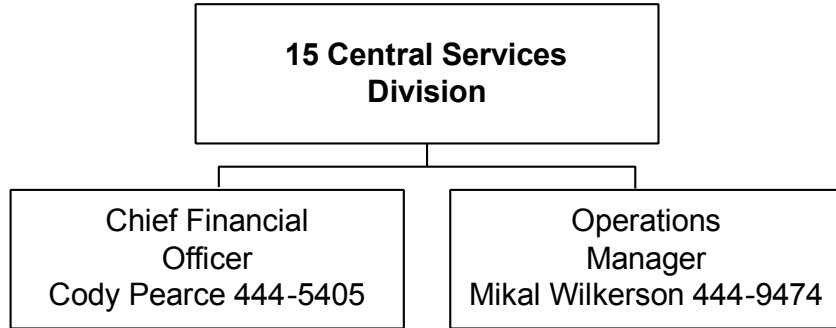 15 Central Services
Division
Chief Financial
Officer
Cody Pearce 444-5405
Operations
Manager
Mikal Wilkerson 444-9474